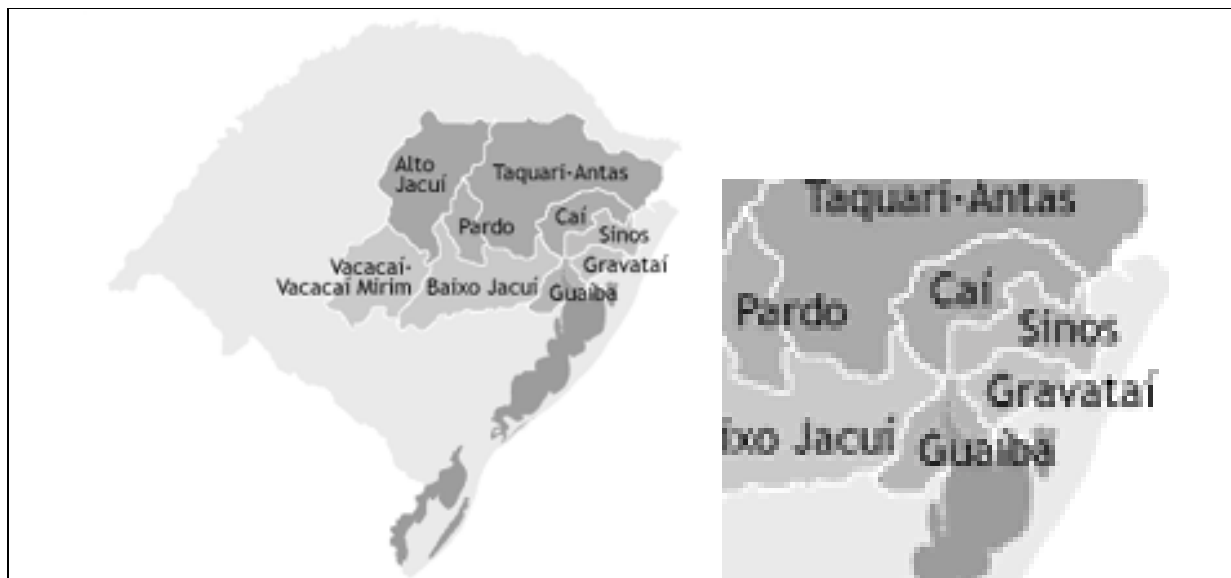 Alto
Jacuí
Taquari-Antas
Caí
Pardo
Sinos
Vacacaí-
Vacacaí Mirim
Baixo Jacuí
Gravataí
Guaíba
Taquari-Antas
Caí
Pardo
Sinos
Gravataí
ixo Jacuí
Guaíba